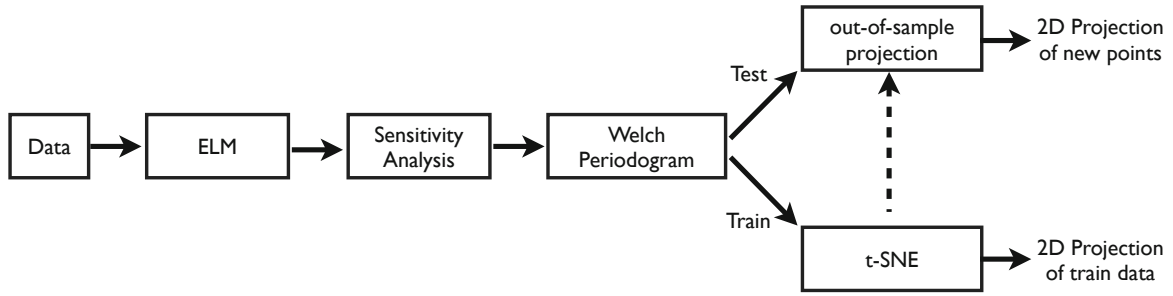 Data
ELM
Sensitivity
Analysis
Welch
Periodogram
Test
Train
out-of-sample
projection
2D Projection
of new points
t-SNE
2D Projection
of train data